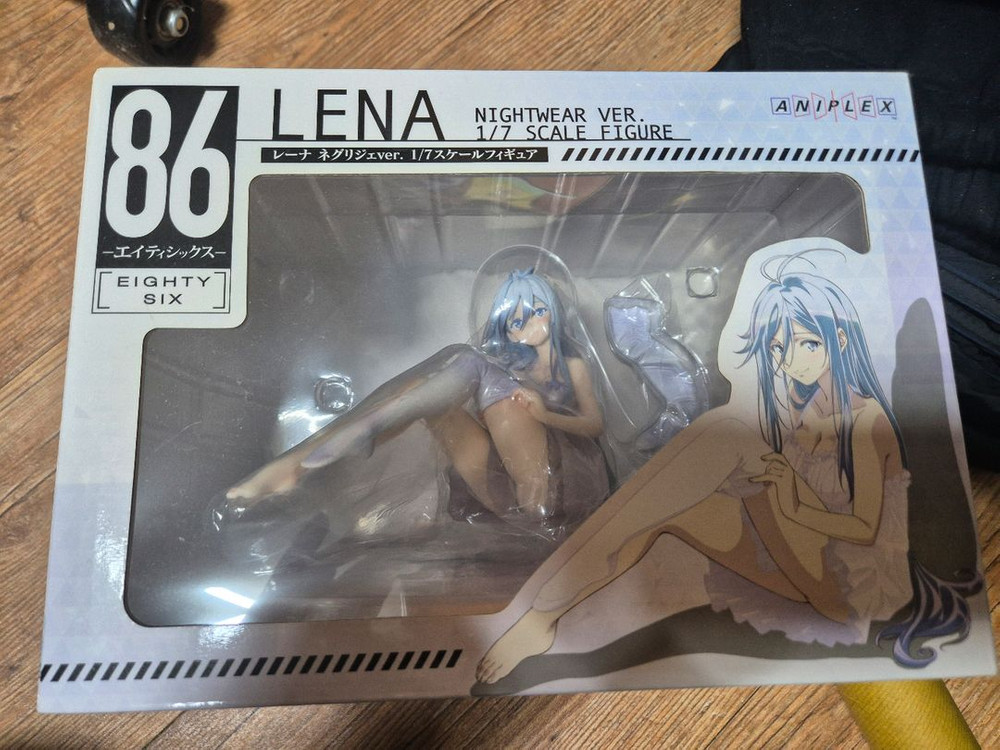 86
-エイティシックス-
EIGHTY
SIX
LENA
NIGHTWEAR VER.
1/7 SCALE FIGURE
レーナ ネグリジェver. 1/7スケールフィギュア
ANIPLEX